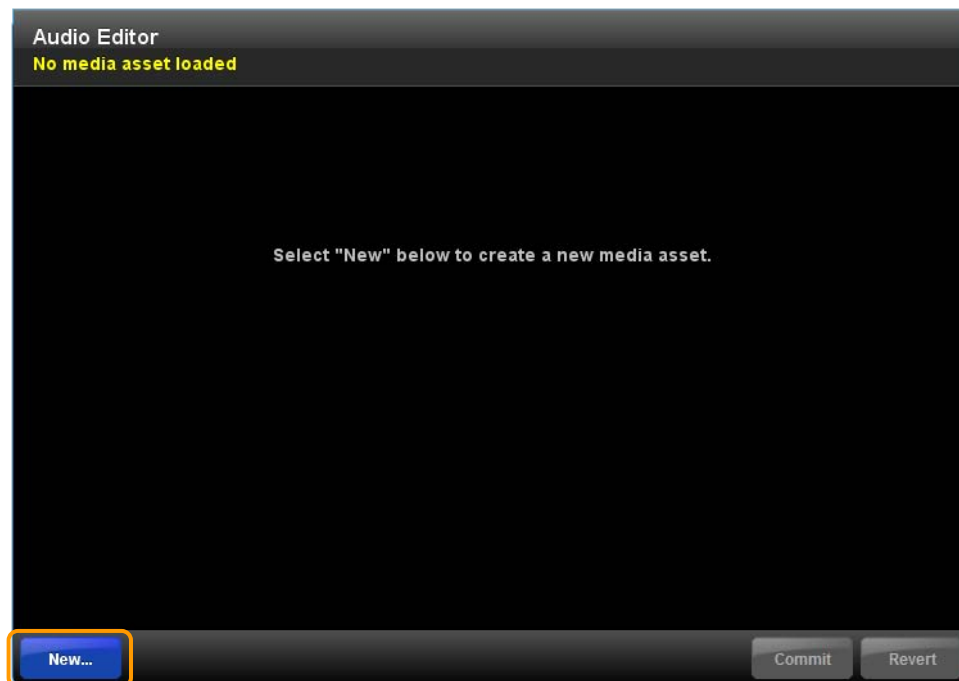 Audio Editor
No media asset loaded
Select "New" below to create a new media asset.
New...
Commit
Revert